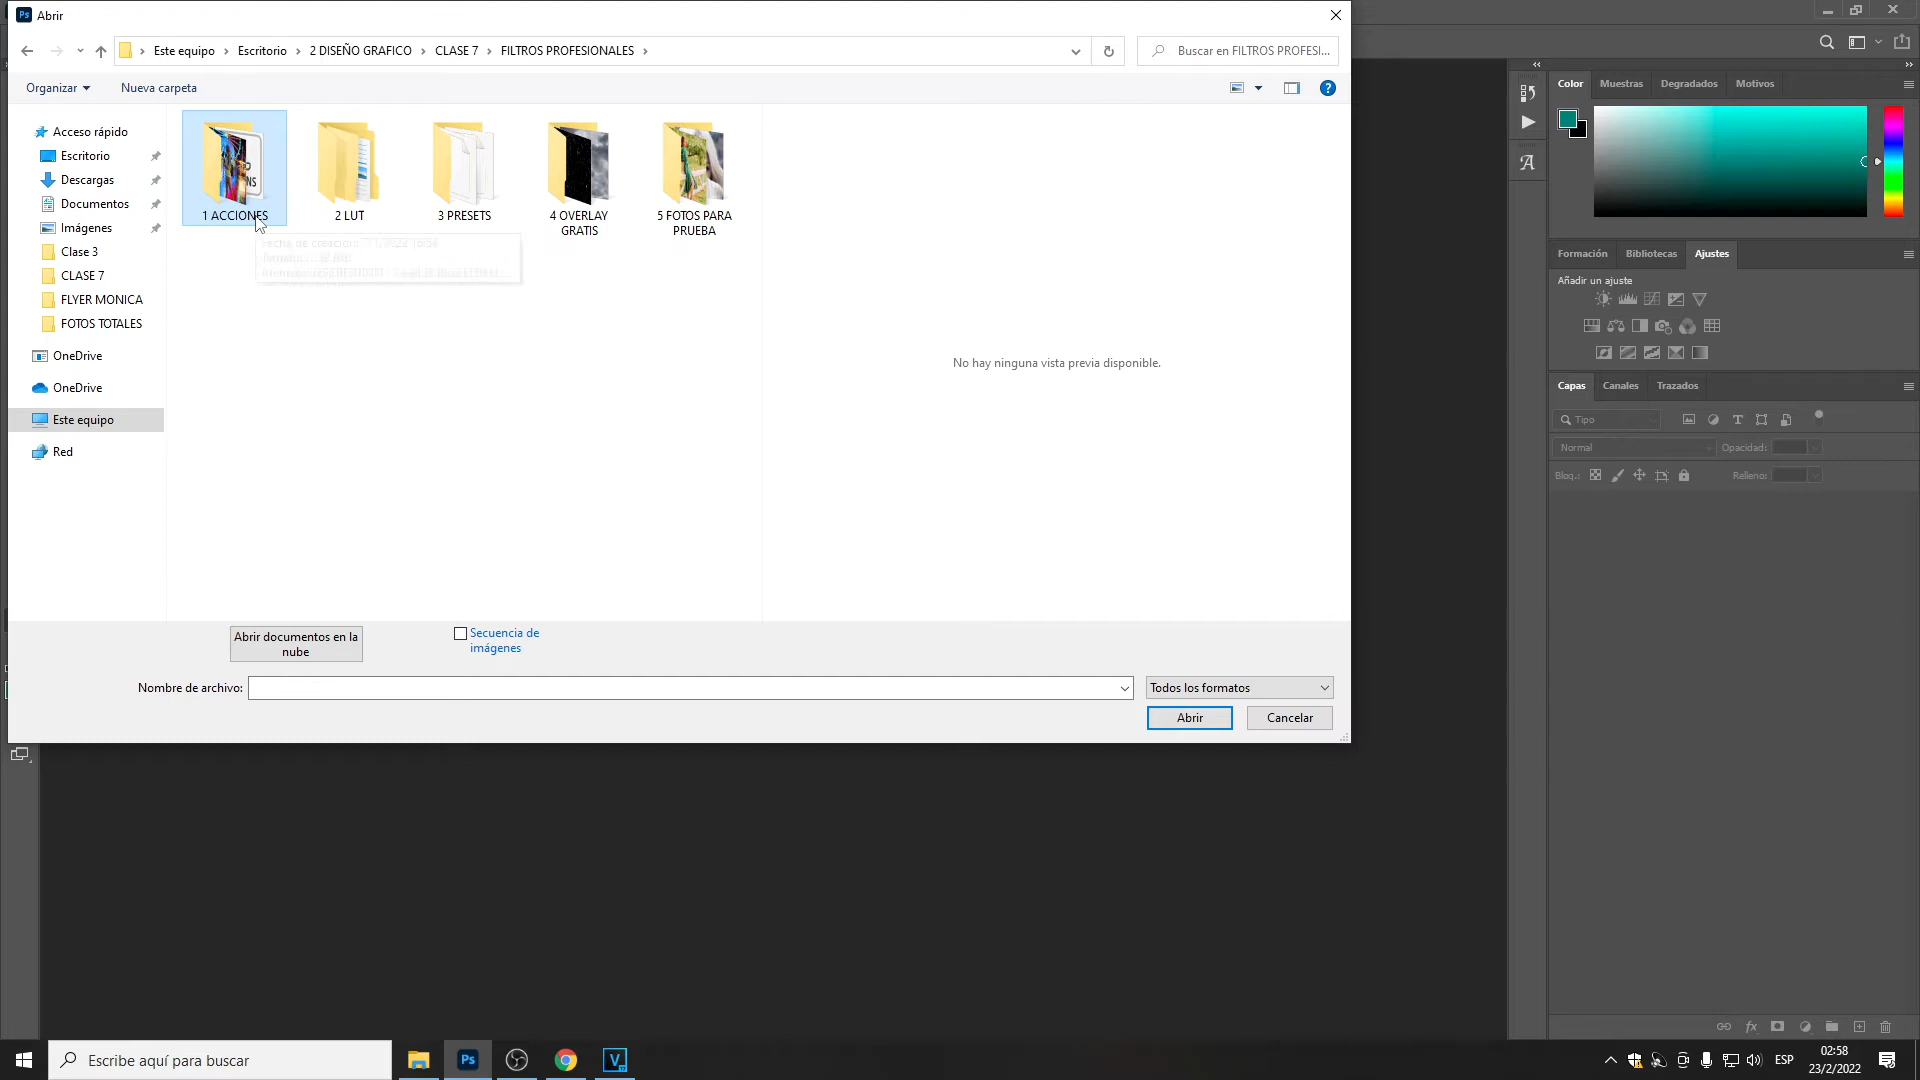 Ps Abrir
Este equipo > Escritorio > 2 DISEÑO GRAFICO > CLASE 7 > FILTROS PROFESIONALES >
Buscar en FILTROS PROFESI...
Organizar
Nueva carpeta
Acceso rápido
Escritorio
Descargas
Documentos
Imágenes
Clase 3
CLASE 7
FLYER MONICA
FOTOS TOTALES
OneDrive
OneDrive
Este equipo
Red
1 ACCIONES
2 LUT
3 PRESETS
4 OVERLAY
GRATIS
5 FOTOS PARA
PRUEBA
No hay ninguna vista previa disponible.
Abrir documentos en la
nube
Secuencia de
imágenes
Nombre de archivo:
Todos los formatos
Abrir
Cancelar
Color
Muestras
Degradados
Motivos
Formación
Bibliotecas
Ajustes
Añadir un ajuste
Capas
Canales
Trazados
Tipo
Normal
Opacidad:
Bloq.:
Relleno:
Escribe aquí para buscar
Ps
V
ESP
02:58
23/2/2022